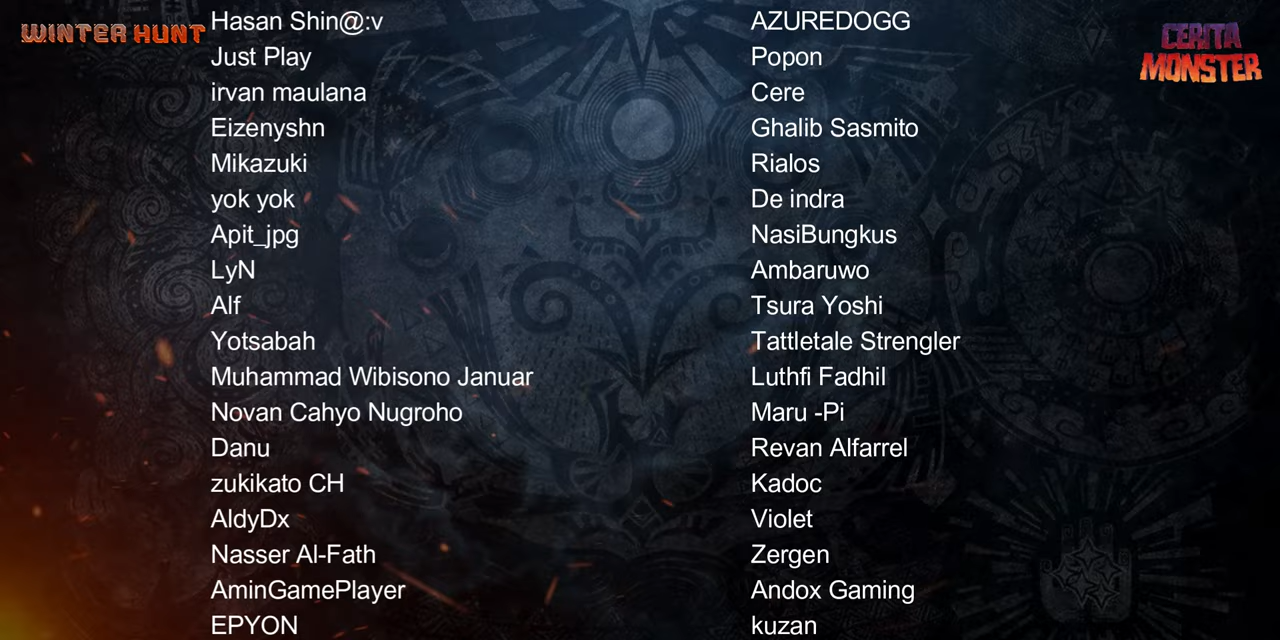 WINTER HUNT
CERITA
MONSTER
Hasan Shin@:v
Just Play
irvan maulana
Eizenyshn
Mikazuki
yok yok
Apit_jpg
LyN
Alf
Yotsabah
Muhammad Wibisono Januar
Novan Cahyo Nugroho
Danu
zukikato CH
AldyDx
Nasser Al-Fath
AminGamePlayer
EPYON
AZUREDOGG
Popon
Cere
Ghalib Sasmito
Rialos
De indra
NasiBungkus
Ambaruwo
Tsura Yoshi
Tattletale Strengler
Luthfi Fadhil
Maru -Pi
Revan Alfarrel
Kadoc
Violet
Zergen
Andox Gaming
kuzan